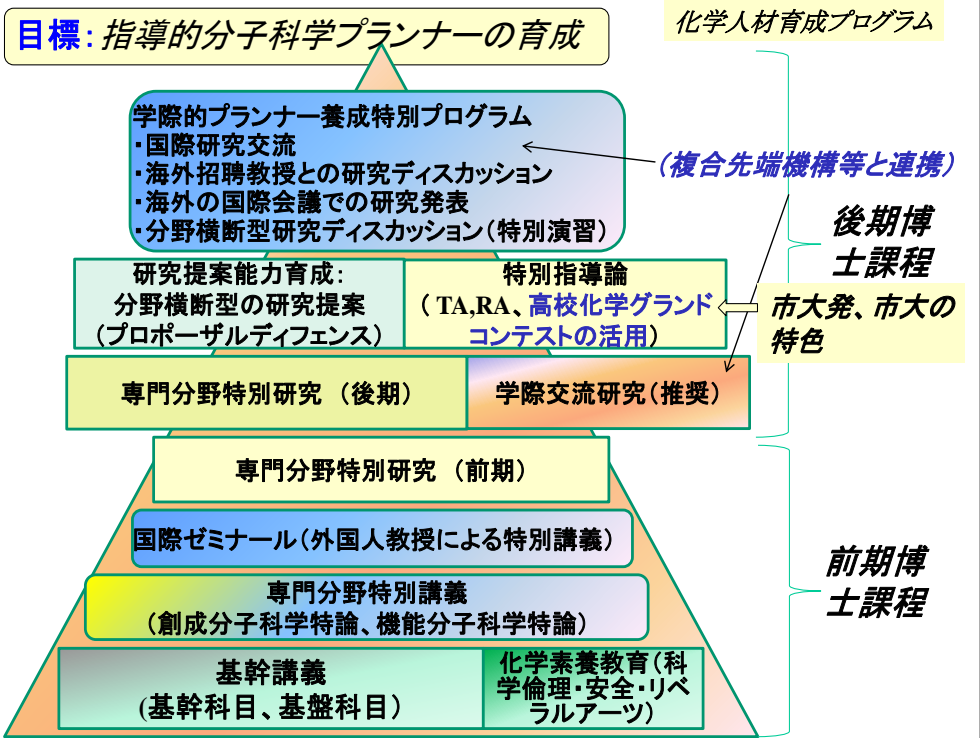 目標：指導的分子科学プランナーの育成
化学人材育成プログラム
学際的プランナー養成特別プログラム
・国際研究交流
・海外招聘教授との研究ディスカッション
・海外の国際会議での研究発表
・分野横断型研究ディスカッション（特別演習）
（複合先端機構等と連携）
後期博
士課程
研究提案能力育成：
分野横断型の研究提案
（プロポーザルディフェンス）
特別指導論
（ TA,RA、高校化学グランド
コンテストの活用）
市大発、市大の
特色
専門分野特別研究 （後期）
学際交流研究（推奨）
専門分野特別研究 （前期）
国際ゼミナール（外国人教授による特別講義）
前期博
士課程
専門分野特別講義
（創成分子科学特論、機能分子科学特論）
基幹講義
(基幹科目、基盤科目）
化学素養教育（科
学倫理・安全・リベ
ラルアーツ）